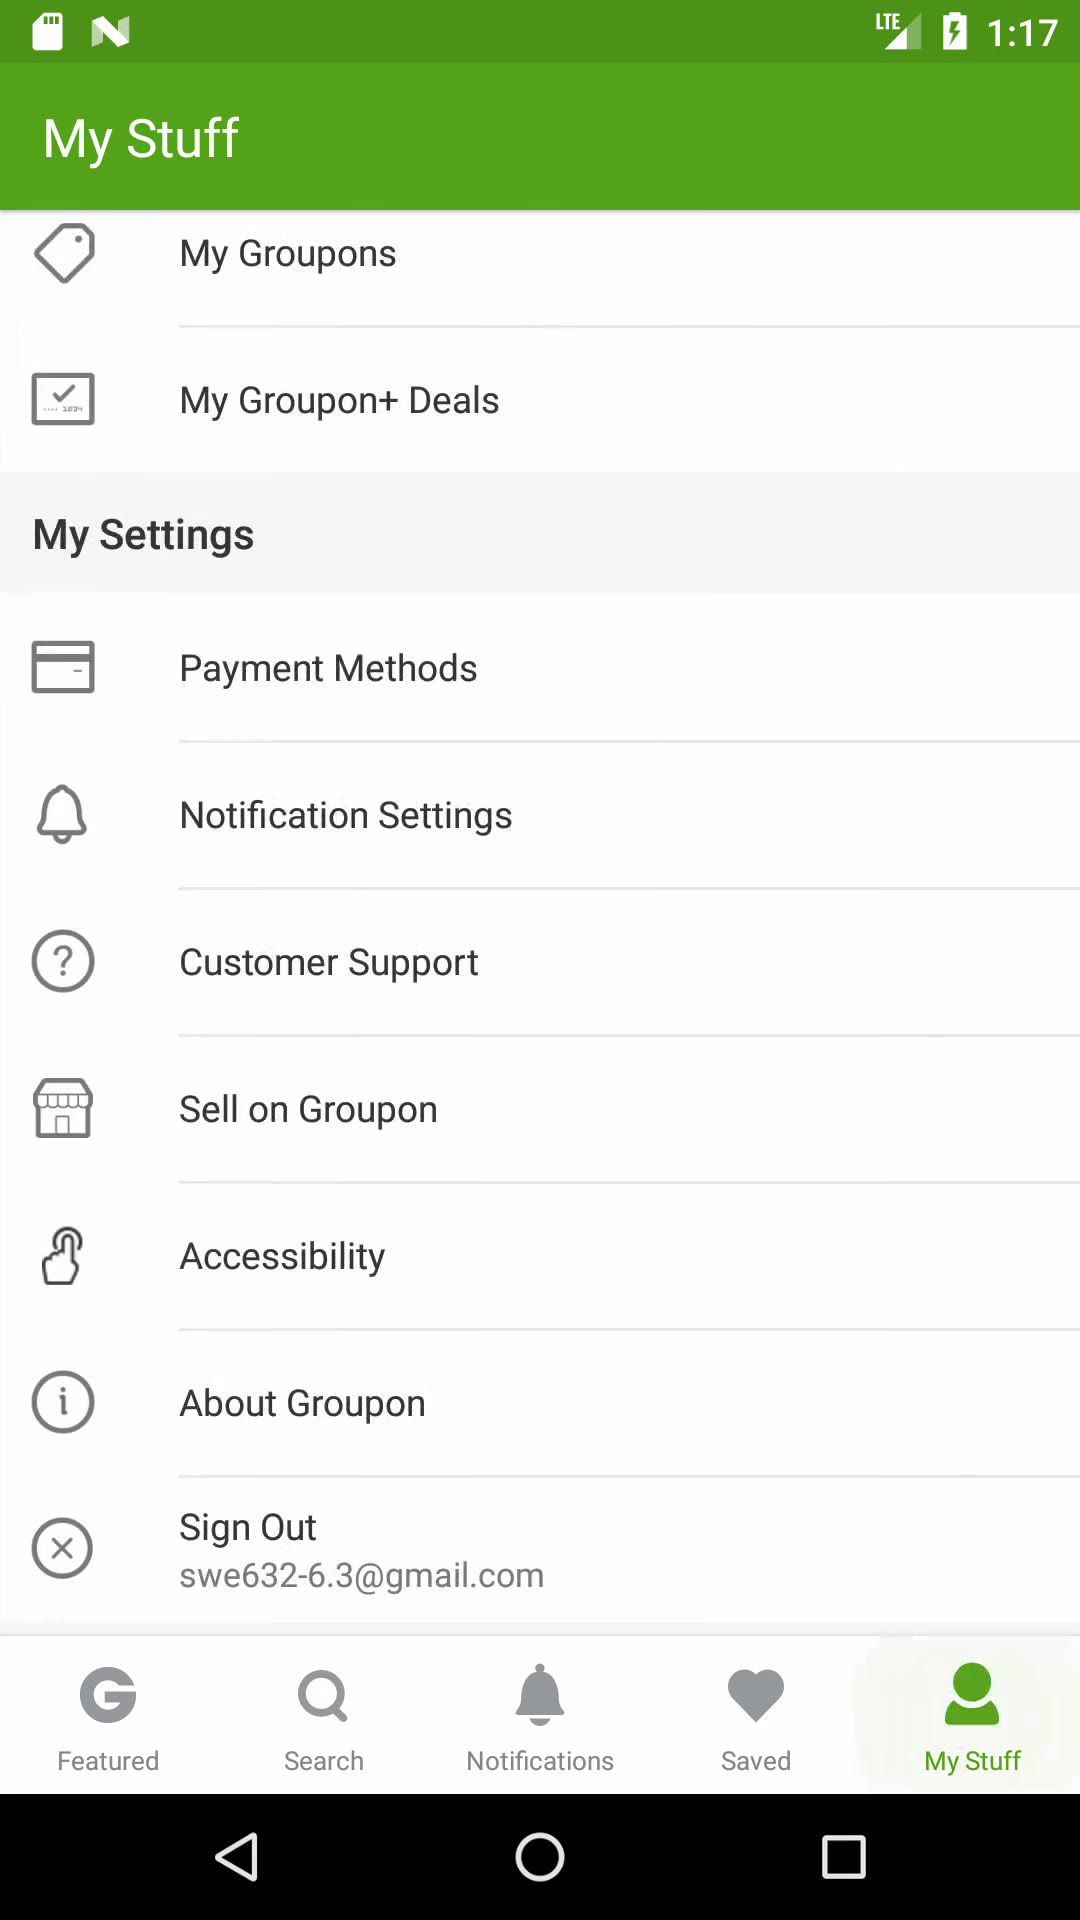 LTE 1:17
My Stuff
My Groupons
1234
My Groupon+ Deals
My Settings
Payment Methods
Notification Settings
? Customer Support
Sell on Groupon
Accessibility
i About Groupon
Sign Out
swe632-6.3@gmail.com
Featured Search Notifications Saved My Stuff